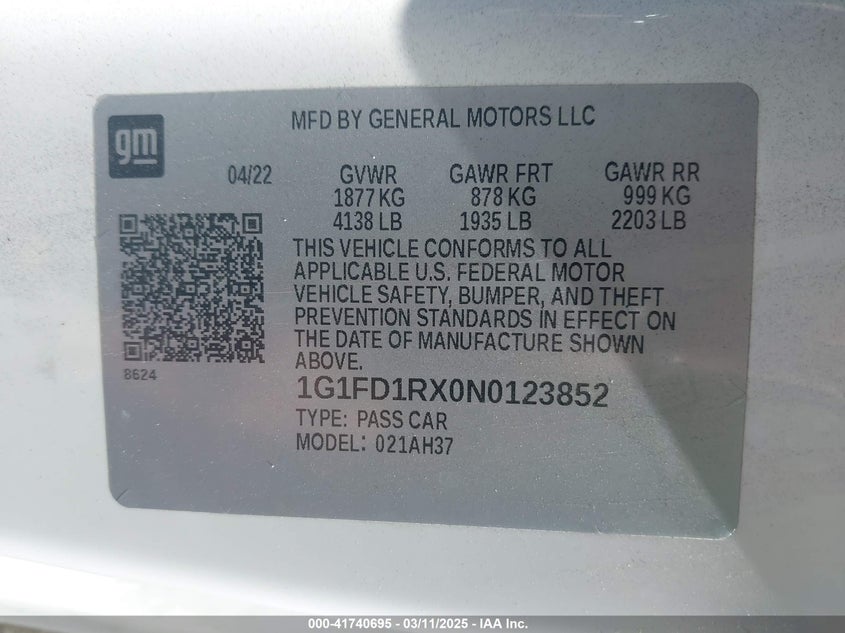 gm
MFD BY GENERAL MOTORS LLC
04/22 GVWR GAWR FRT GAWR RR
1877 KG 878 KG 999 KG
4138 LB 1935 LB 2203 LB
THIS VEHICLE CONFORMS TO ALL
APPLICABLE U.S. FEDERAL MOTOR
VEHICLE SAFETY, BUMPER, AND THEFT
PREVENTION STANDARDS IN EFFECT ON
THE DATE OF MANUFACTURE SHOWN
ABOVE.
8624
1G1FD1RX0N0123852
TYPE: PASS CAR
MODEL: 021AH37
000-41740695 - 03/11/2025 - IAA Inc.